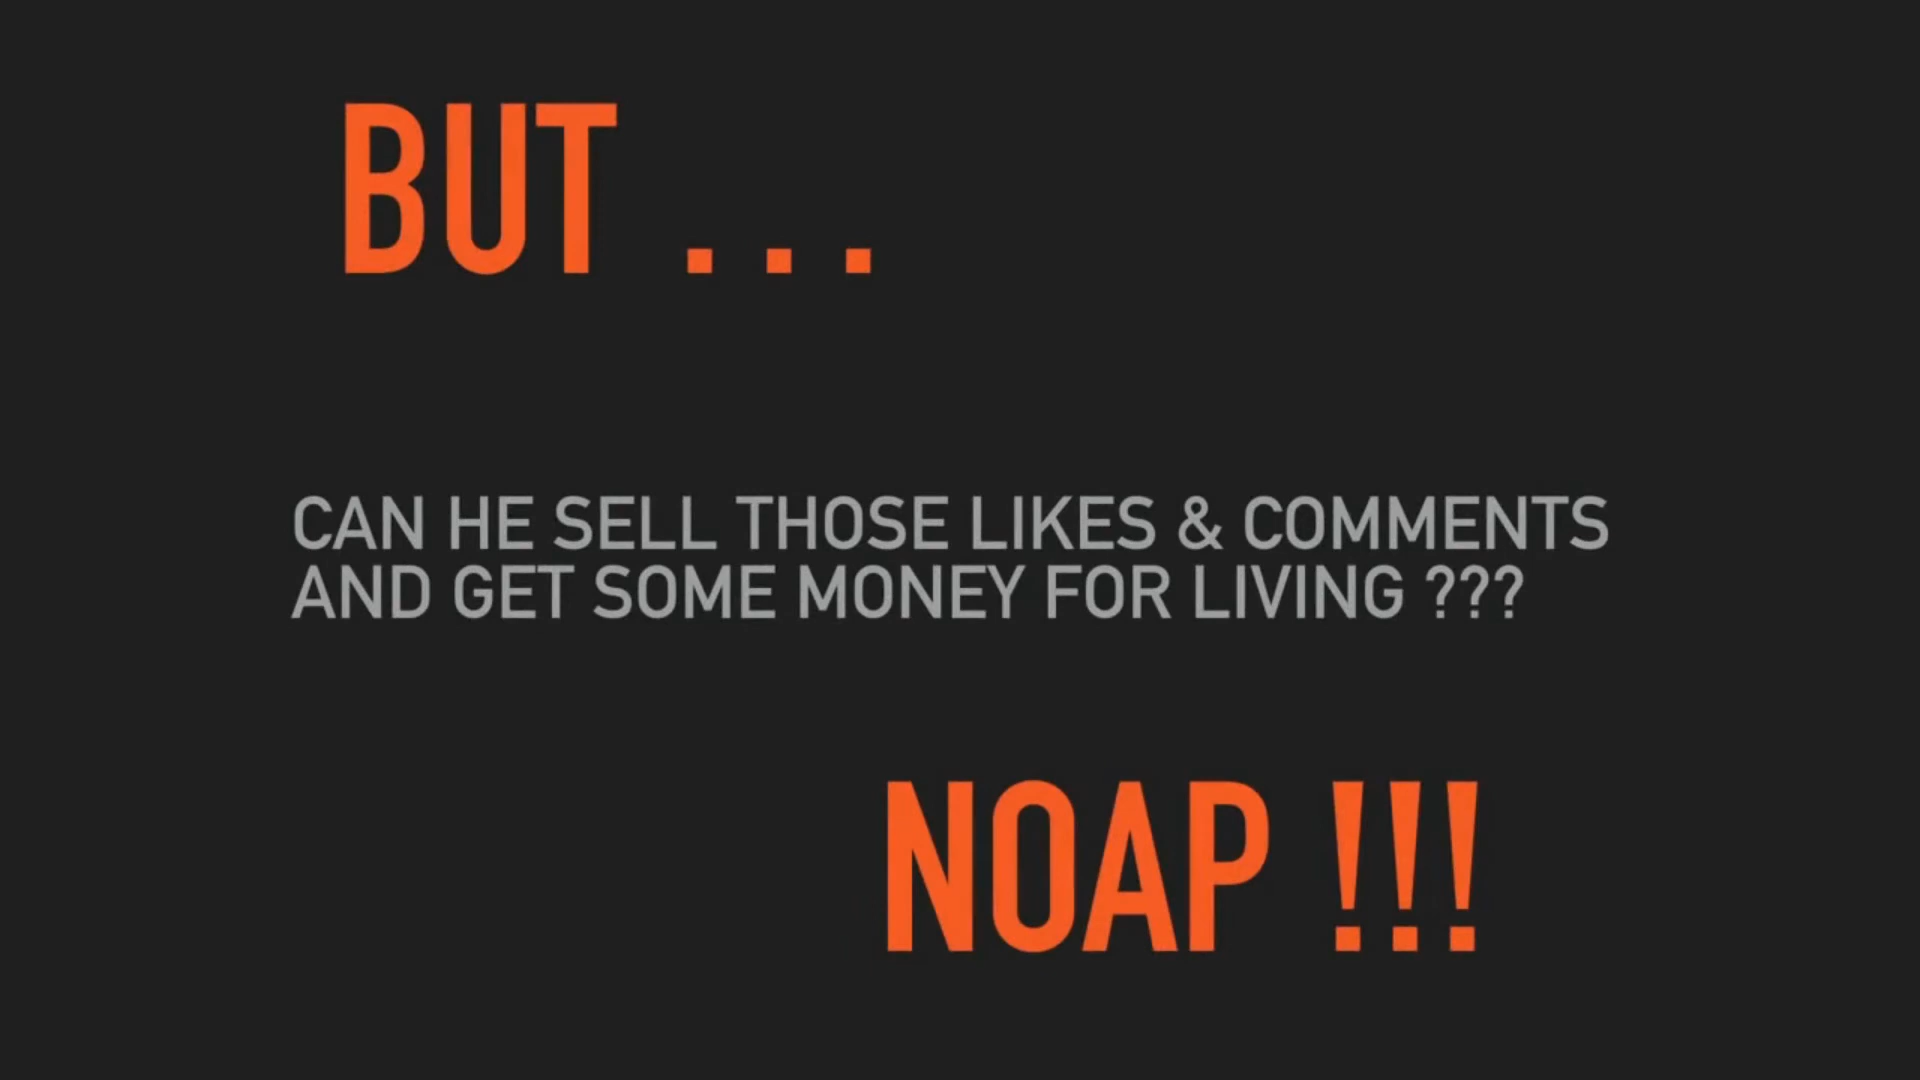 BUT ...
CAN HE SELL THOSE LIKES & COMMENTS
AND GET SOME MONEY FOR LIVING ???
NOAP !!!